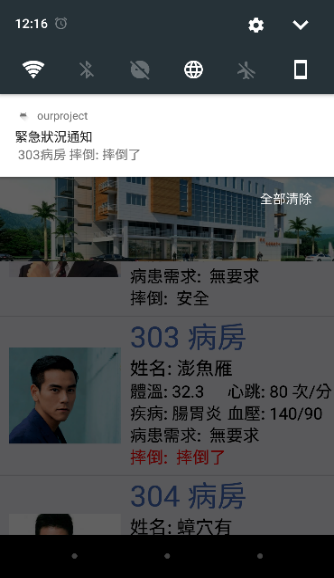 12:16
ourproject
緊急狀況通知
303病房 摔倒: 摔倒了
全部清除
病患需求: 無要求
摔倒: 安全
303 病房
姓名: 澎魚雁
體溫: 32.3 心跳: 80 次/分
疾病: 腸胃炎 血壓: 140/90
病患需求: 無要求
摔倒: 摔倒了
304 病房
姓名: 蟑穴有